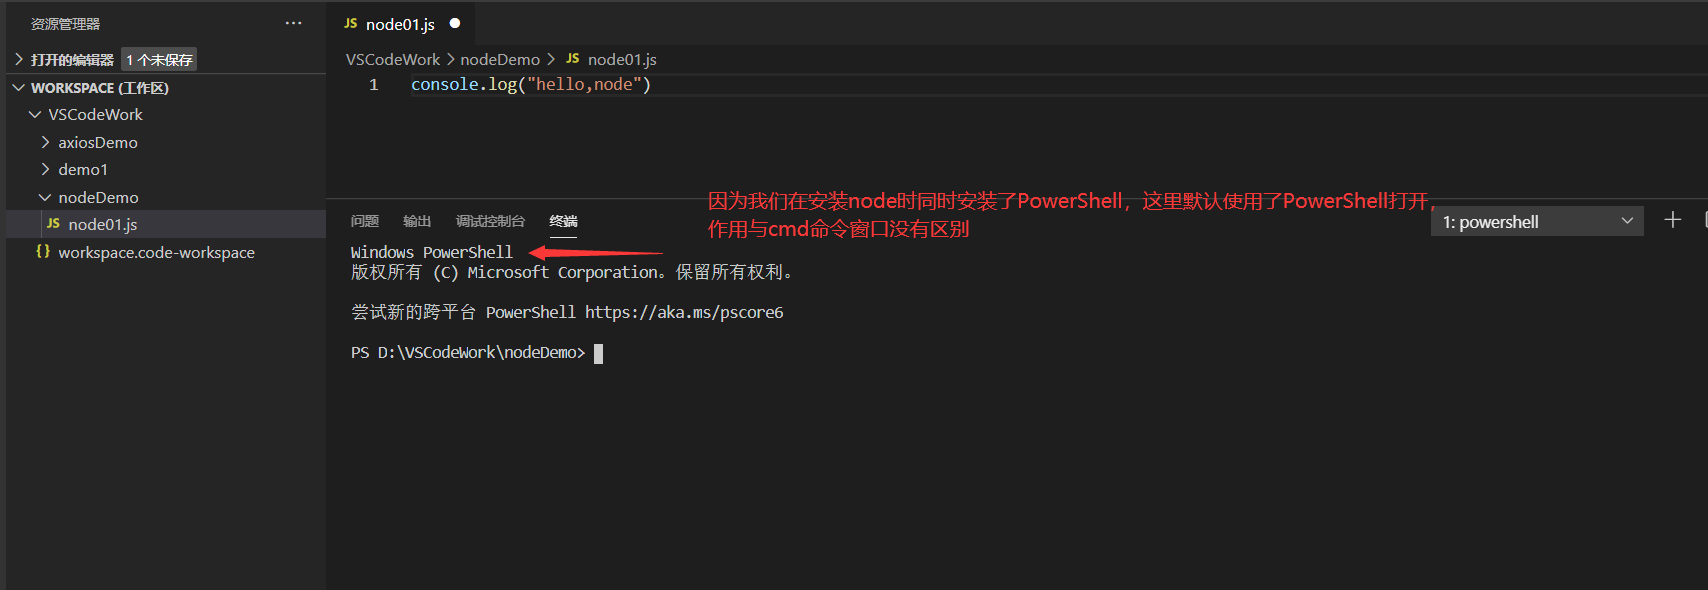 资源管理器 ···
打开的编辑器 1 个未保存
WORKSPACE (工作区)
VSCodeWork
axiosDemo
demo1
nodeDemo
JS node01.js
{} workspace.code-workspace
JS node01.js
VSCodeWork > nodeDemo > JS node01.js
1 console.log("hello,node")
因为我们在安装node时同时安装了PowerShell，这里默认使用了PowerShell打开，
作用与cmd命令窗口没有区别
问题 输出 调试控制台 终端
1: powershell
Windows PowerShell
版权所有 (C) Microsoft Corporation。保留所有权利。
尝试新的跨平台 PowerShell https://aka.ms/pscore6
PS D:\VSCodeWork\nodeDemo>